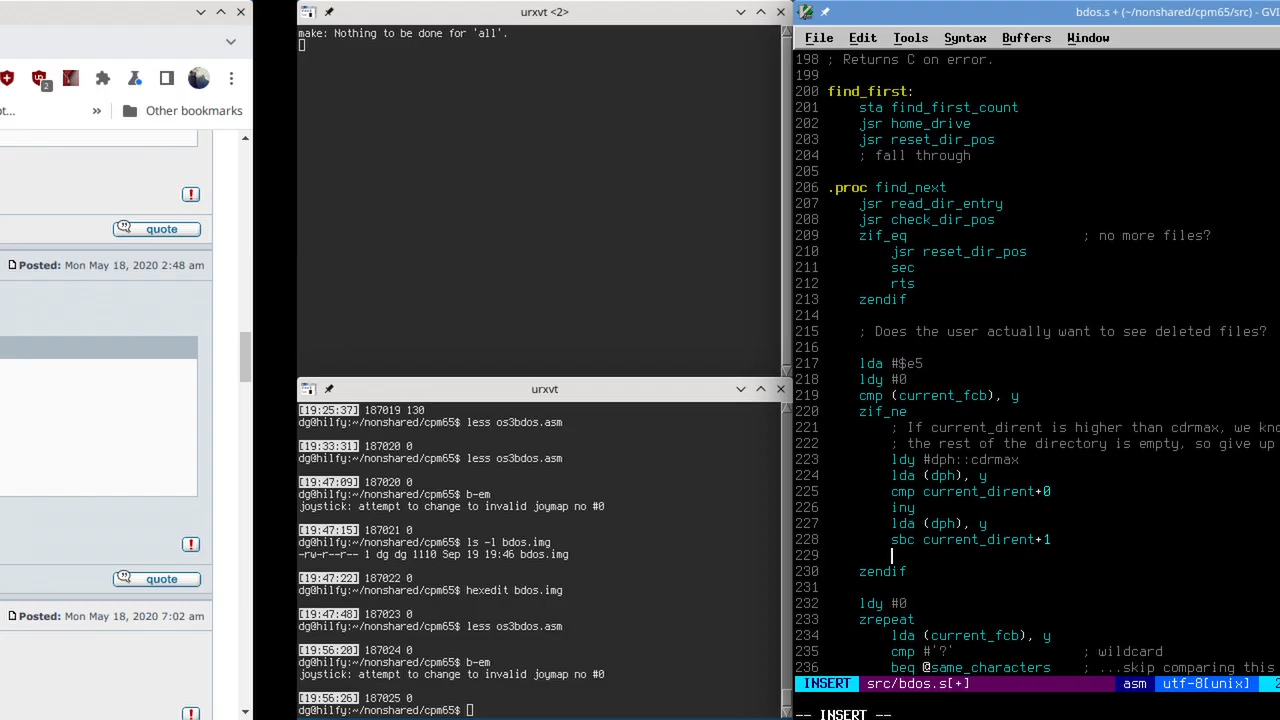 2
pt...
»
Other bookmarks
!
quote
Posted: Mon May 18, 2020 2:48 am
!
quote
Posted: Mon May 18, 2020 7:02 am
!
urxvt <2>
make: Nothing to be done for 'all'.
urxvt
[19:25:37] 187019 130
dg@hilfy:~/nonshared/cpm65$ less os3bdos.asm
[19:33:31] 187020 0
dg@hilfy:~/nonshared/cpm65$ less os3bdos.asm
[19:47:09] 187020 0
dg@hilfy:~/nonshared/cpm65$ b-em
joystick: attempt to change to invalid joymap no #0
[19:47:15] 187021 0
dg@hilfy:~/nonshared/cpm65$ ls -l bdos.img
-rw-r--r-- 1 dg dg 1110 Sep 19 19:46 bdos.img
[19:47:22] 187022 0
dg@hilfy:~/nonshared/cpm65$ hexedit bdos.img
[19:47:48] 187023 0
dg@hilfy:~/nonshared/cpm65$ less os3bdos.asm
[19:56:20] 187024 0
dg@hilfy:~/nonshared/cpm65$ b-em
joystick: attempt to change to invalid joymap no #0
[19:56:26] 187025 0
dg@hilfy:~/nonshared/cpm65$
bdos.s + (~/nonshared/cpm65/src) - GVI
File Edit Tools Syntax Buffers Window
198 ; Returns C on error.
199
200 find_first:
201     sta find_first_count
202     jsr home_drive
203     jsr reset_dir_pos
204     ; fall through
205
206 .proc find_next
207     jsr read_dir_entry
208     jsr check_dir_pos
209     zif_eq                      ; no more files?
210         jsr reset_dir_pos
211         sec
212         rts
213     zendif
214
215     ; Does the user actually want to see deleted files?
216
217     lda #$e5
218     ldy #0
219     cmp (current_fcb), y
220     zif_ne
221         ; If current_dirent is higher than cdrmax, we kno
222         ; the rest of the directory is empty, so give up
223         ldy #dph::cdrmax
224         lda (dph), y
225         cmp current_dirent+0
226         iny
227         lda (dph), y
228         sbc current_dirent+1
229
230     zendif
231
232     ldy #0
233     zrepeat
234         lda (current_fcb), y
235         cmp #'?'                ; wildcard
236         beq @same_characters    ; ...skip comparing this
INSERT src/bdos.s[+] asm utf-8[unix] 2
-- INSERT --